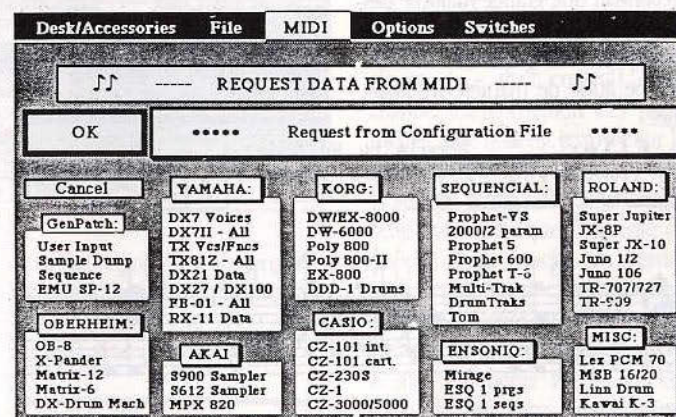 Desk/Accessories File MIDI Options Switches
♪♪ ----- REQUEST DATA FROM MIDI ♪♪
OK
••••• Request from Configuration File •••••
Cancel
GenPatch:
User Input
Sample Dump
Sequence
EMU SP-12
OBERHEIM:
OB-8
X-Pander
Matrix-12
Matrix-6
DX-Drum Mach
YAMAHA:
DX7 Voices
DX7II - All
TX Vcs/Fncs
TX812 - All
DX21 Data
DX27 / DX100
FB-01 - All
RX-11 Data
AKAI
S900 Sampler
S612 Sampler
MPX 820
KORG:
DW/EX-8000
DW-6000
Poly 800
Poly 800-II
EX-800
DDD-1 Drums
CASIO:
CZ-101 int.
CZ-101 cart.
CZ-230S
CZ-1
CZ-3000/5000
SEQUENCIAL:
Prophet-VS
2000/2 param
Prophet 5
Prophet 600
Prophet T-8
Multi-Trak
DrumTraks
Tom
ENSONIQ:
Mirage
ESQ 1 prgs
ESQ 1 seqs
ROLAND:
Super Jupiter
JX-8P
Super JX-10
Juno 1/2
Juno 106
TR-707/727
TR-909
MISC:
Lex PCM 70
MSB 16/20
Linn Drum
Kawai K-3